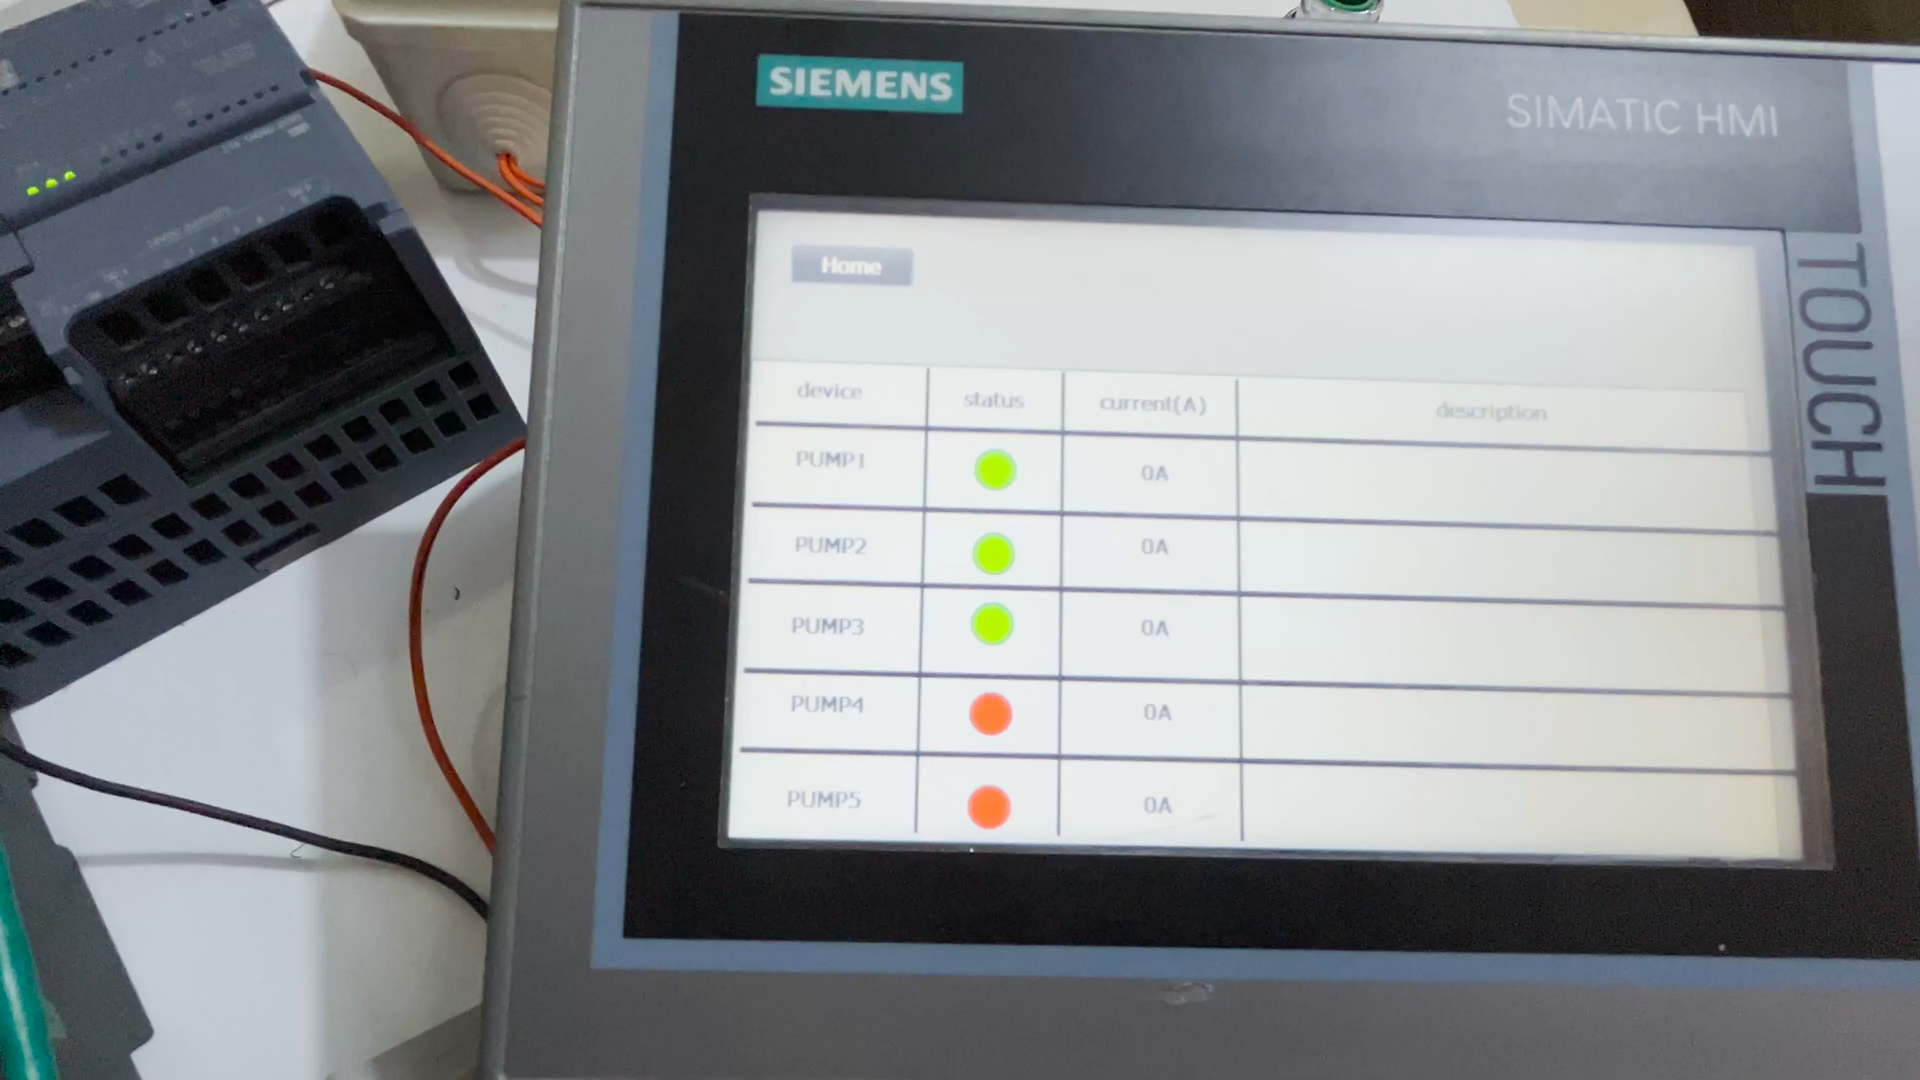 SIEMENS
SIMATIC HMI
TOUCH
Home
device status current(A) description
PUMP1 0A
PUMP2 0A
PUMP3 0A
PUMP4 0A
PUMP5 0A